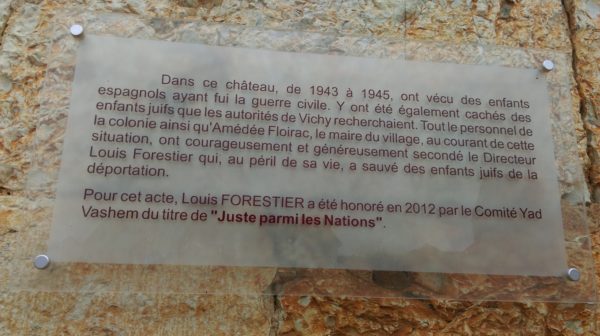 Dans ce château, de 1943 à 1945, ont vécu des enfants
espagnols ayant fui la guerre civile. Y ont été également cachés des
enfants juifs que les autorités de Vichy recherchaient. Tout le personnel de
la colonie ainsi qu'Amédée Floirac, le maire du village, au courant de cette
situation, ont courageusement et généreusement secondé le Directeur
Louis Forestier qui, au péril de sa vie, a sauvé des enfants juifs de la
déportation.
Pour cet acte, Louis FORESTIER a été honoré en 2012 par le Comité Yad
Vashem du titre de "Juste parmi les Nations".